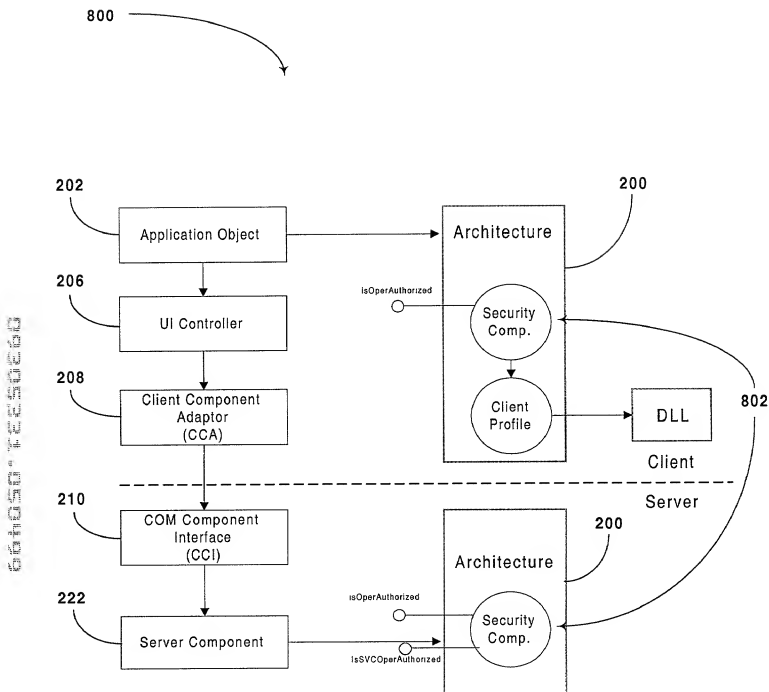 800
202
200
Application Object
Architecture
206
isOperAuthorized
UI Controller
Security
Comp.
208
Client Component
Adaptor
(CCA)
Client
Profile
DLL
802
Client
Server
210
COM Component
Interface
(CCI)
200
Architecture
222
isOperAuthorized
Server Component
Security
Comp.
IsSVCOperAuthorized